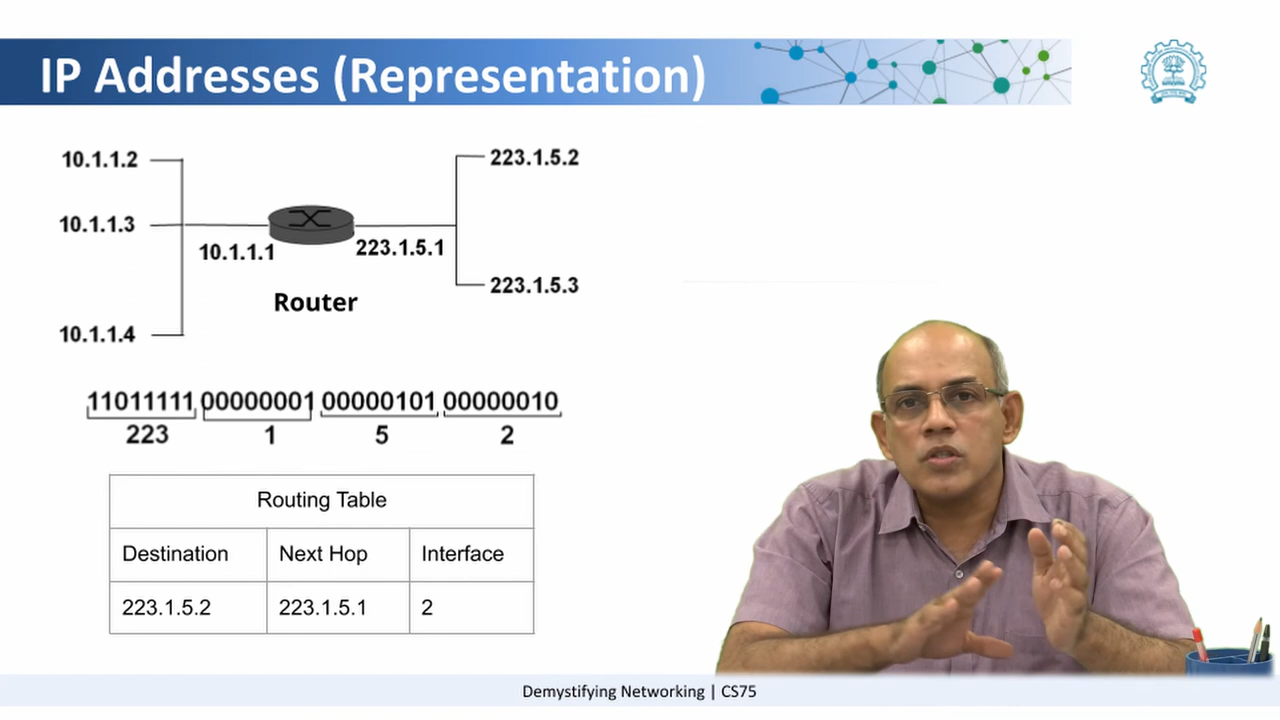 IP Addresses (Representation)
10.1.1.2
223.1.5.2
10.1.1.3
10.1.1.1
223.1.5.1
223.1.5.3
Router
10.1.1.4
11011111 00000001 00000101 00000010
223 1 5 2
Routing Table
Destination Next Hop Interface
223.1.5.2 223.1.5.1 2
Demystifying Networking | CS75